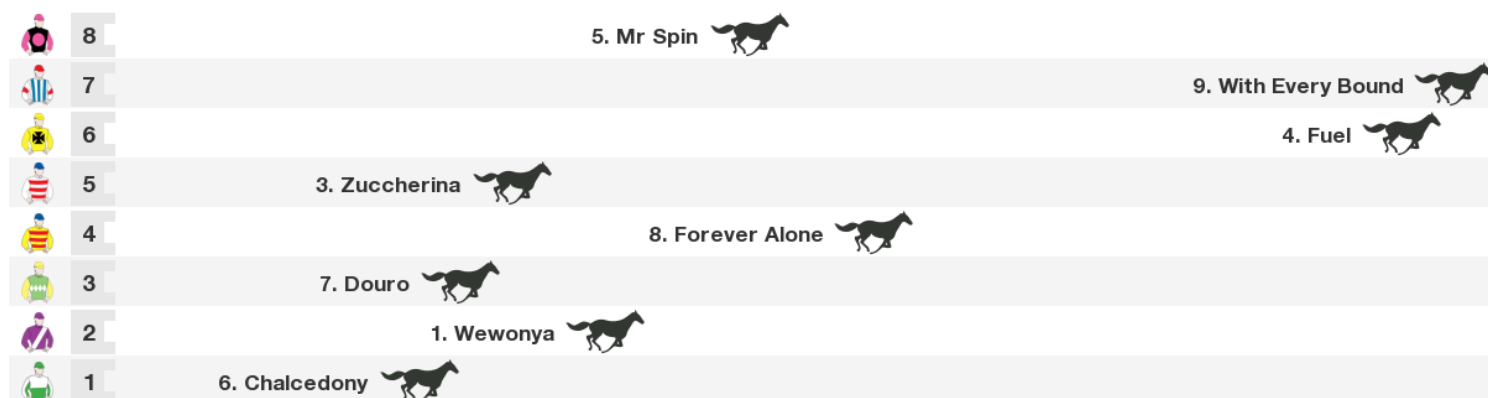 8 5. Mr Spin
7 9. With Every Bound
6 4. Fuel
5 3. Zuccherina
4 8. Forever Alone
3 7. Douro
2 1. Wewonya
1 6. Chalcedony